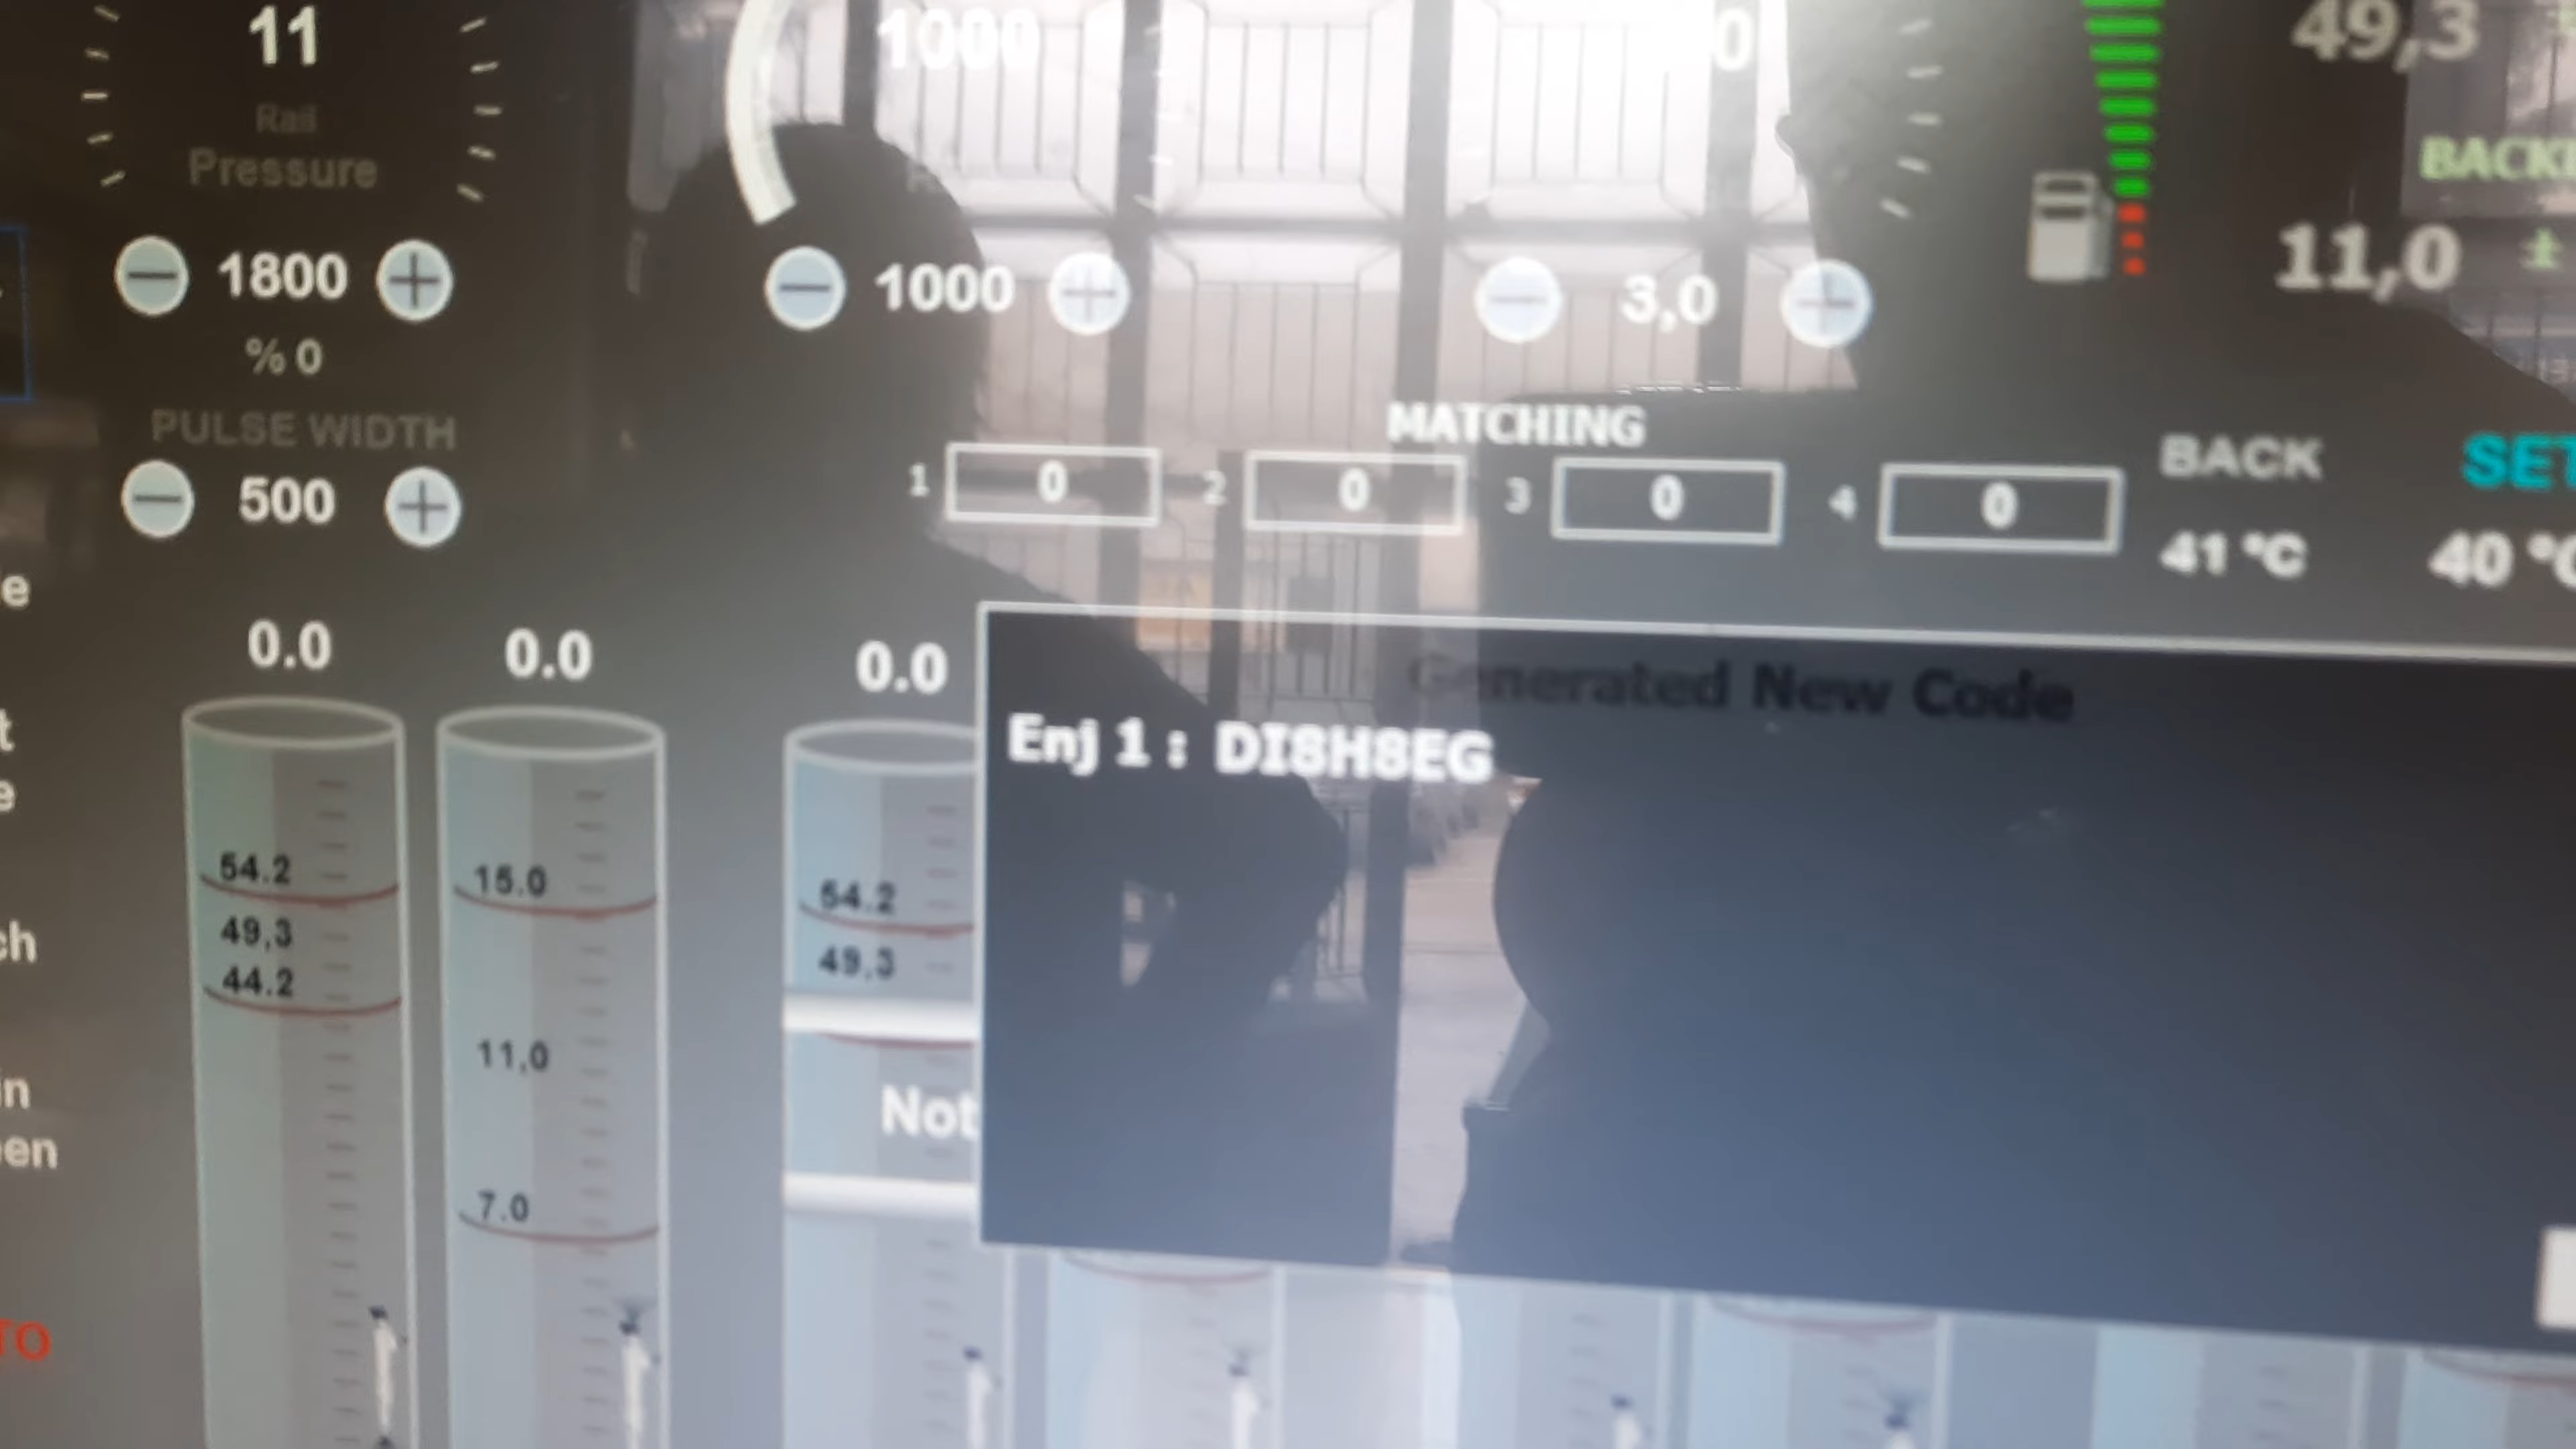 11
1000
0
49,3
Rail
Pressure
1800
1000
3,0
11,0 ±
% 0
PULSE WIDTH
500
MATCHING
1 0 2 0 3 0 4 0
BACK
SET
41 °C
40 °C
0.0 0.0 0.0
Generated New Code
Enj 1 : DI8H8EG
54.2
49,3
44.2
15.0
11,0
7.0
54.2
49,3
Not
TO